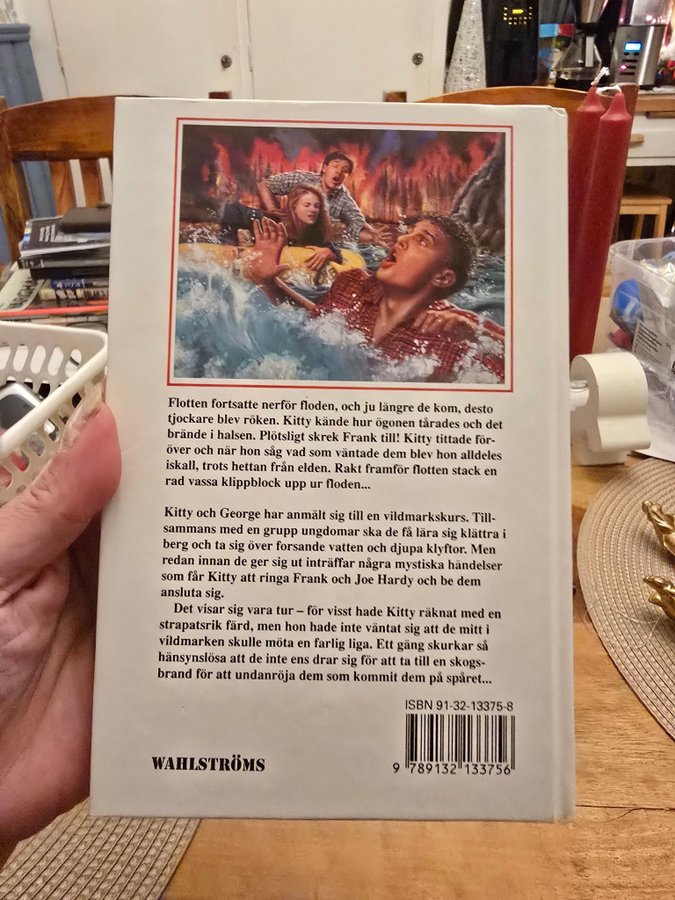 Flotten fortsatte nerför floden, och ju längre de kom, desto
tjockare blev röken. Kitty kände hur ögonen tårades och det
brände i halsen. Plötsligt skrek Frank till! Kitty tittade för-
över och när hon såg vad som väntade dem blev hon alldeles
iskall, trots hettan från elden. Rakt framför flotten stack en
rad vassa klippblock upp ur floden...
Kitty och George har anmält sig till en vildmarkskurs. Till-
sammans med en grupp ungdomar ska de få lära sig klättra i
berg och ta sig över forsande vatten och djupa klyftor. Men
redan innan de ger sig ut inträffar några mystiska händelser
som får Kitty att ringa Frank och Joe Hardy och be dem
ansluta sig.
Det visar sig vara tur – för visst hade Kitty räknat med en
strapatsrik färd, men hon hade inte väntat sig att de mitt i
vildmarken skulle möta en farlig liga. Ett gäng skurkar så
hänsynslösa att de inte ens drar sig för att ta till en skogs-
brand för att undanröja dem som kommit dem på spåret...
ISBN 91-32-13375-8
9 789132 133756
WAHLSTRÖMS